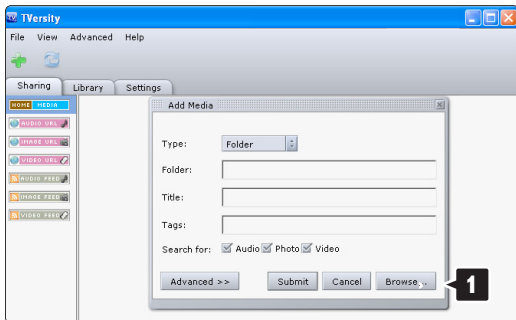 TVersity
File View Advanced Help
Sharing Library Settings
HOME MEDIA
AUDIO URL
IMAGE URL
VIDEO URL
AUDIO FEED
IMAGE FEED
VIDEO FEED
Add Media
Type: Folder
Folder:
Title:
Tags:
Search for: Audio Photo Video
Advanced >> Submit Cancel Browse...
1